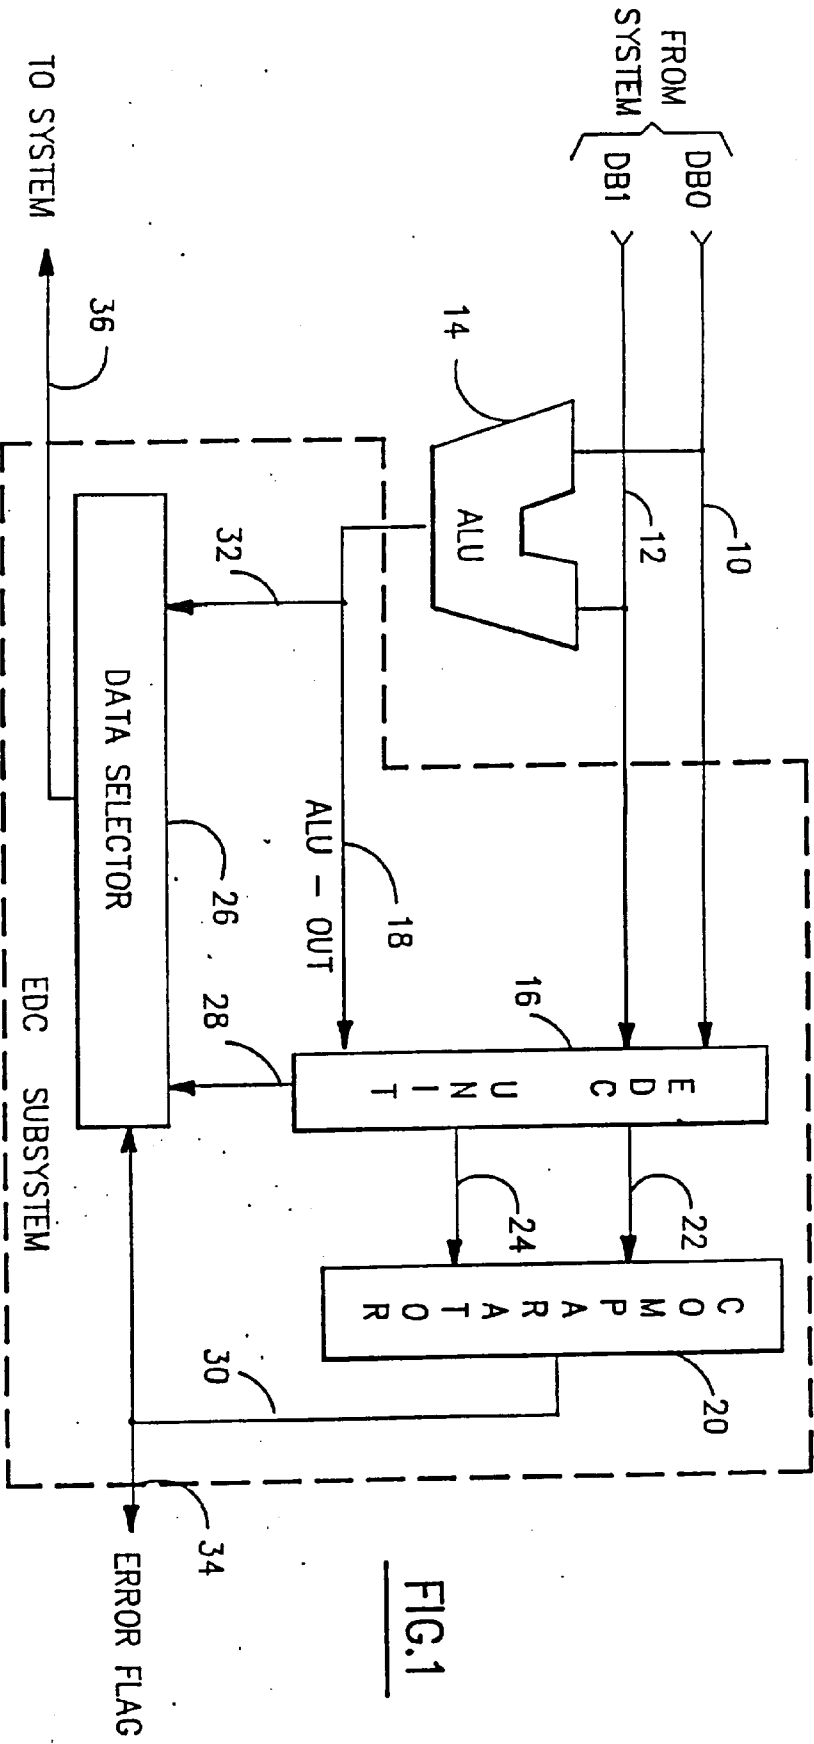 FROM
SYSTEM
DB0
DB1
10
12
14
ALU
16
EDC UNIT
22
24
COMPARATOR
20
18
ALU - OUT
32
28
26
DATA SELECTOR
30
34
ERROR FLAG
36
TO SYSTEM
EDC SUBSYSTEM
FIG.1